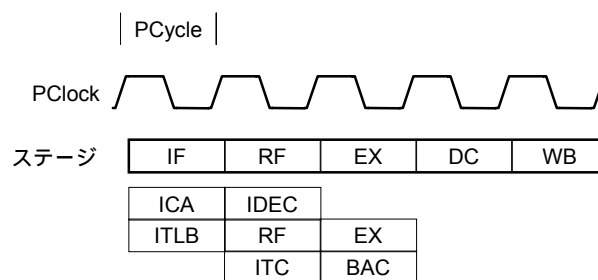 PCycle
PClock
ステージ IF RF EX DC WB
ICA IDEC
ITLB RF EX
ITC BAC